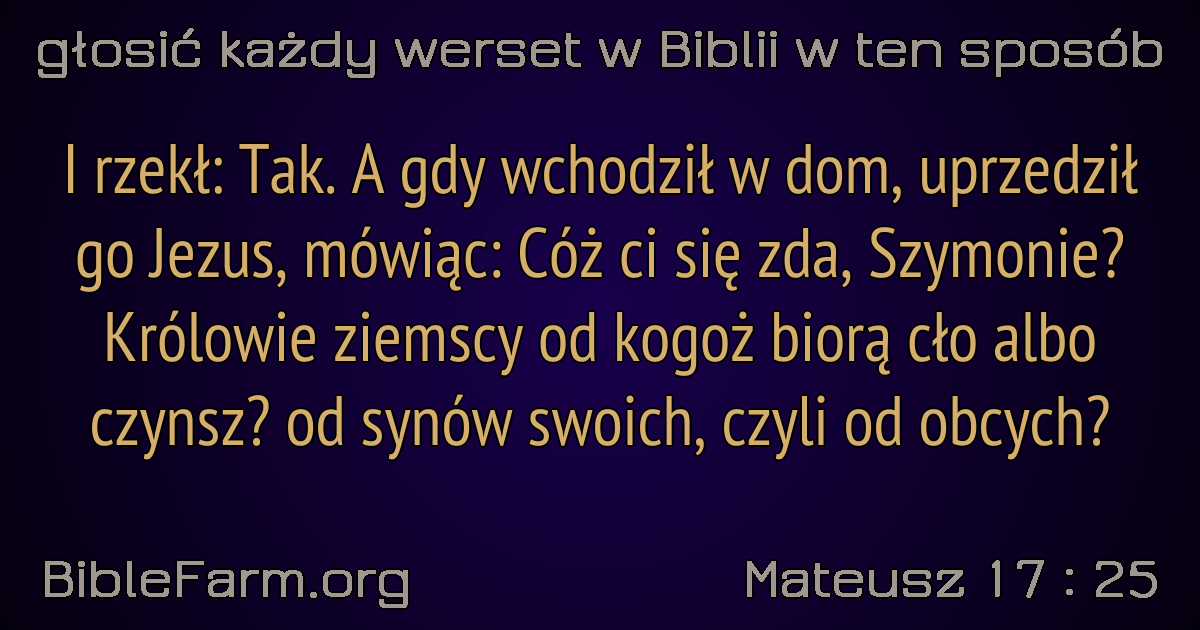 głosić każdy werset w Biblii w ten sposób
I rzekł: Tak. A gdy wchodził w dom, uprzedził
go Jezus, mówiąc: Cóż ci się zda, Szymonie?
Królowie ziemscy od kogoż biorą cło albo
czynsz? od synów swoich, czyli od obcych?
BibleFarm.org
Mateusz 17 : 25